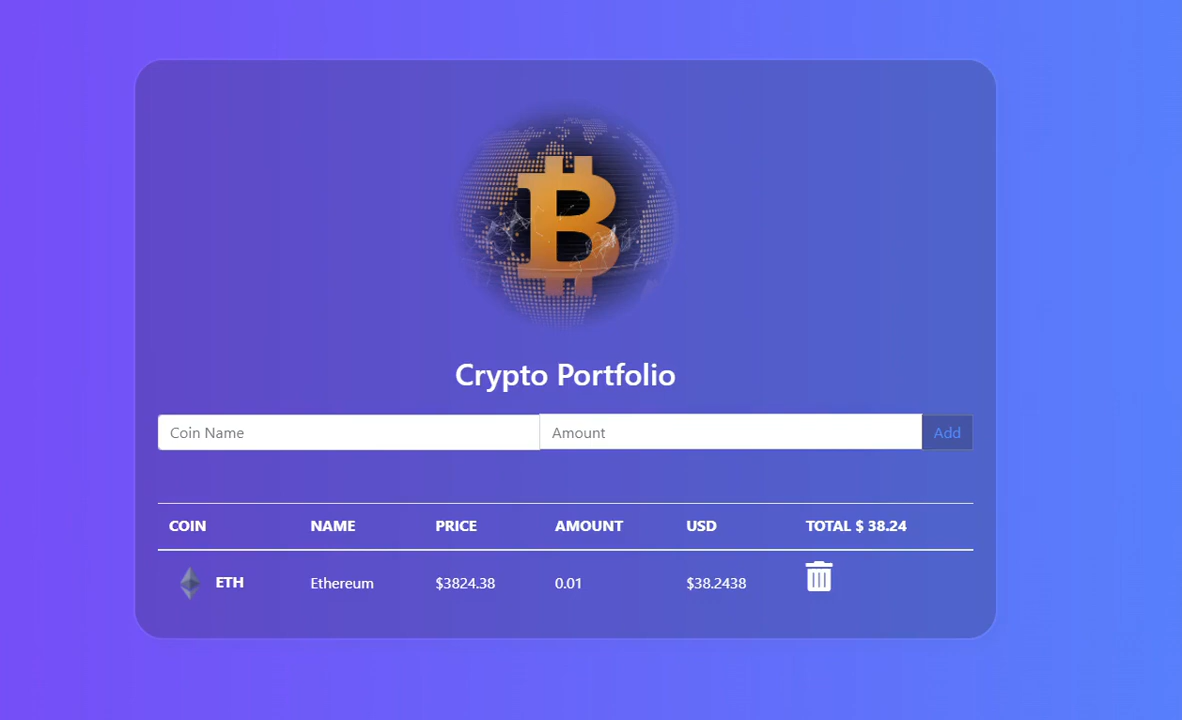 Crypto Portfolio
Coin Name Amount Add
COIN NAME PRICE AMOUNT USD TOTAL $ 38.24
ETH Ethereum $3824.38 0.01 $38.2438